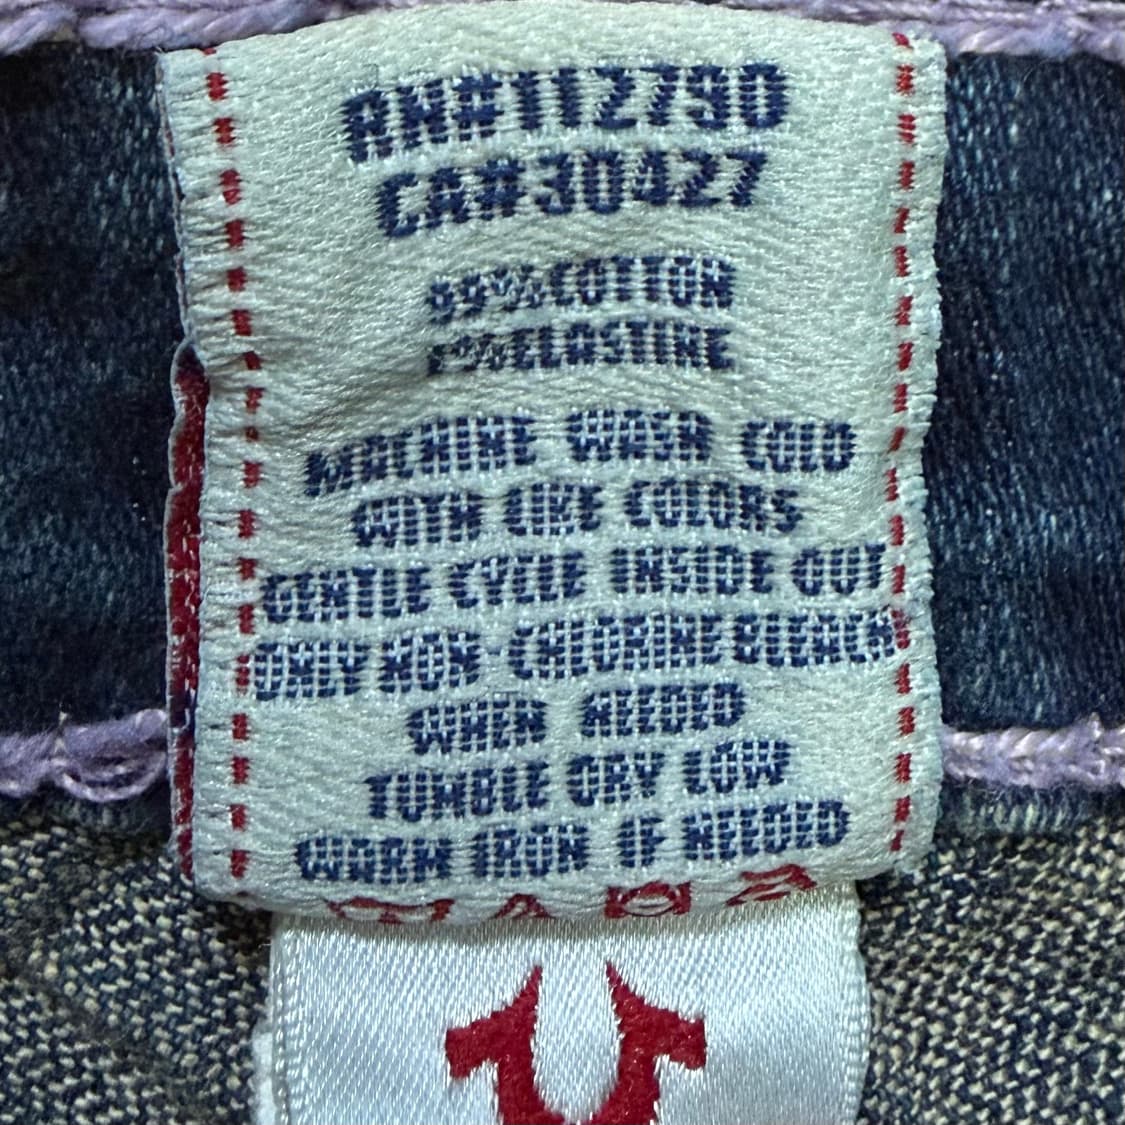 RN#112790
CA#30427
99%COTTON
1%ELASTINE
MACHINE WASH COLD
WITH LIKE COLORS
GENTLE CYCLE INSIDE OUT
ONLY NON-CHLORINE BLEACH
WHEN NEEDED
TUMBLE DRY LOW
WARM IRON IF NEEDED